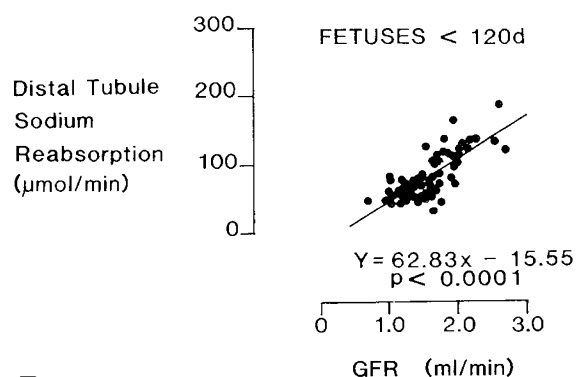 FETUSES < 120d
Distal Tubule
Sodium
Reabsorption
(μmol/min)
300
200
100
0
Y= 62.83x - 15.55
p< 0.0001
0 1.0 2.0 3.0
GFR (ml/min)